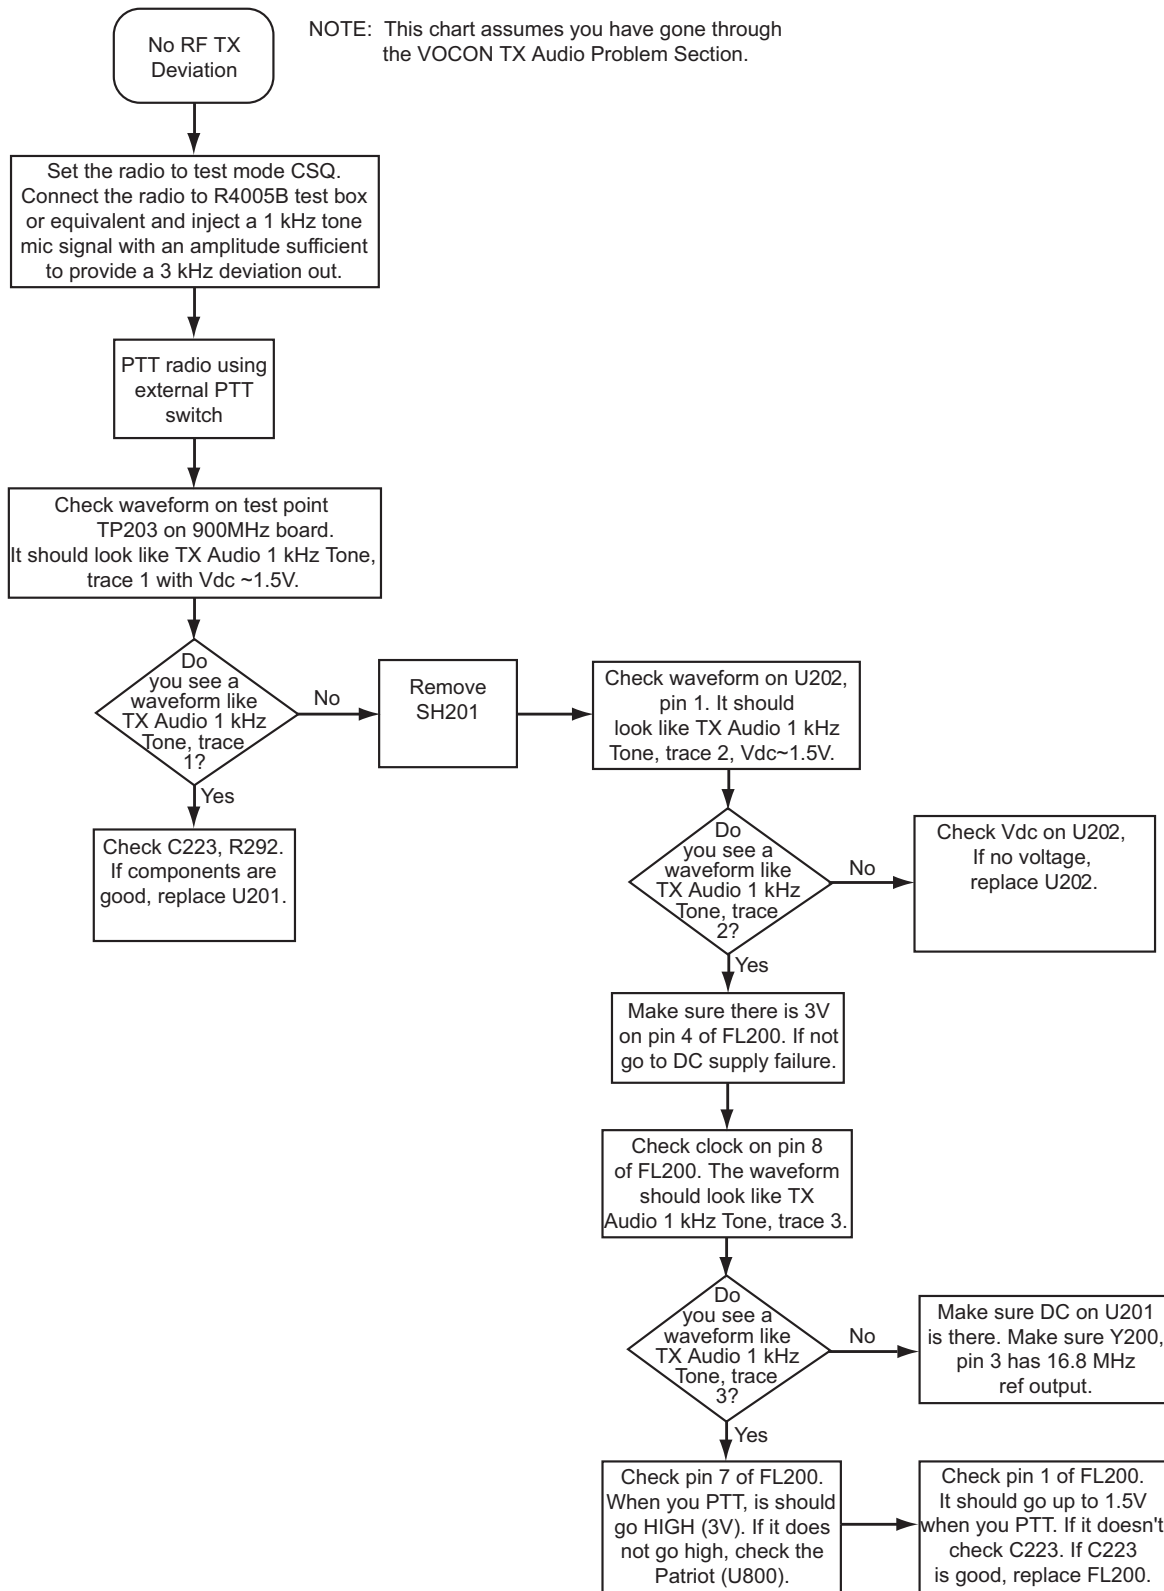 No RF TX
Deviation
NOTE: This chart assumes you have gone through
the VOCON TX Audio Problem Section.
Set the radio to test mode CSQ.
Connect the radio to R4005B test box
or equivalent and inject a 1 kHz tone
mic signal with an amplitude sufficient
to provide a 3 kHz deviation out.
PTT radio using
external PTT
switch
Check waveform on test point
TP203 on 900MHz board.
It should look like TX Audio 1 kHz Tone,
trace 1 with Vdc ~1.5V.
Do
you see a
waveform like
TX Audio 1 kHz
Tone, trace
1?
No
Yes
Check C223, R292.
If components are
good, replace U201.
Remove
SH201
Check waveform on U202,
pin 1. It should
look like TX Audio 1 kHz
Tone, trace 2, Vdc~1.5V.
Do
you see a
waveform like
TX Audio 1 kHz
Tone, trace
2?
No
Yes
Check Vdc on U202,
If no voltage,
replace U202.
Make sure there is 3V
on pin 4 of FL200. If not
go to DC supply failure.
Check clock on pin 8
of FL200. The waveform
should look like TX
Audio 1 kHz Tone, trace 3.
Do
you see a
waveform like
TX Audio 1 kHz
Tone, trace
3?
No
Yes
Make sure DC on U201
is there. Make sure Y200,
pin 3 has 16.8 MHz
ref output.
Check pin 7 of FL200.
When you PTT, is should
go HIGH (3V). If it does
not go high, check the
Patriot (U800).
Check pin 1 of FL200.
It should go up to 1.5V
when you PTT. If it doesn't
check C223. If C223
is good, replace FL200.